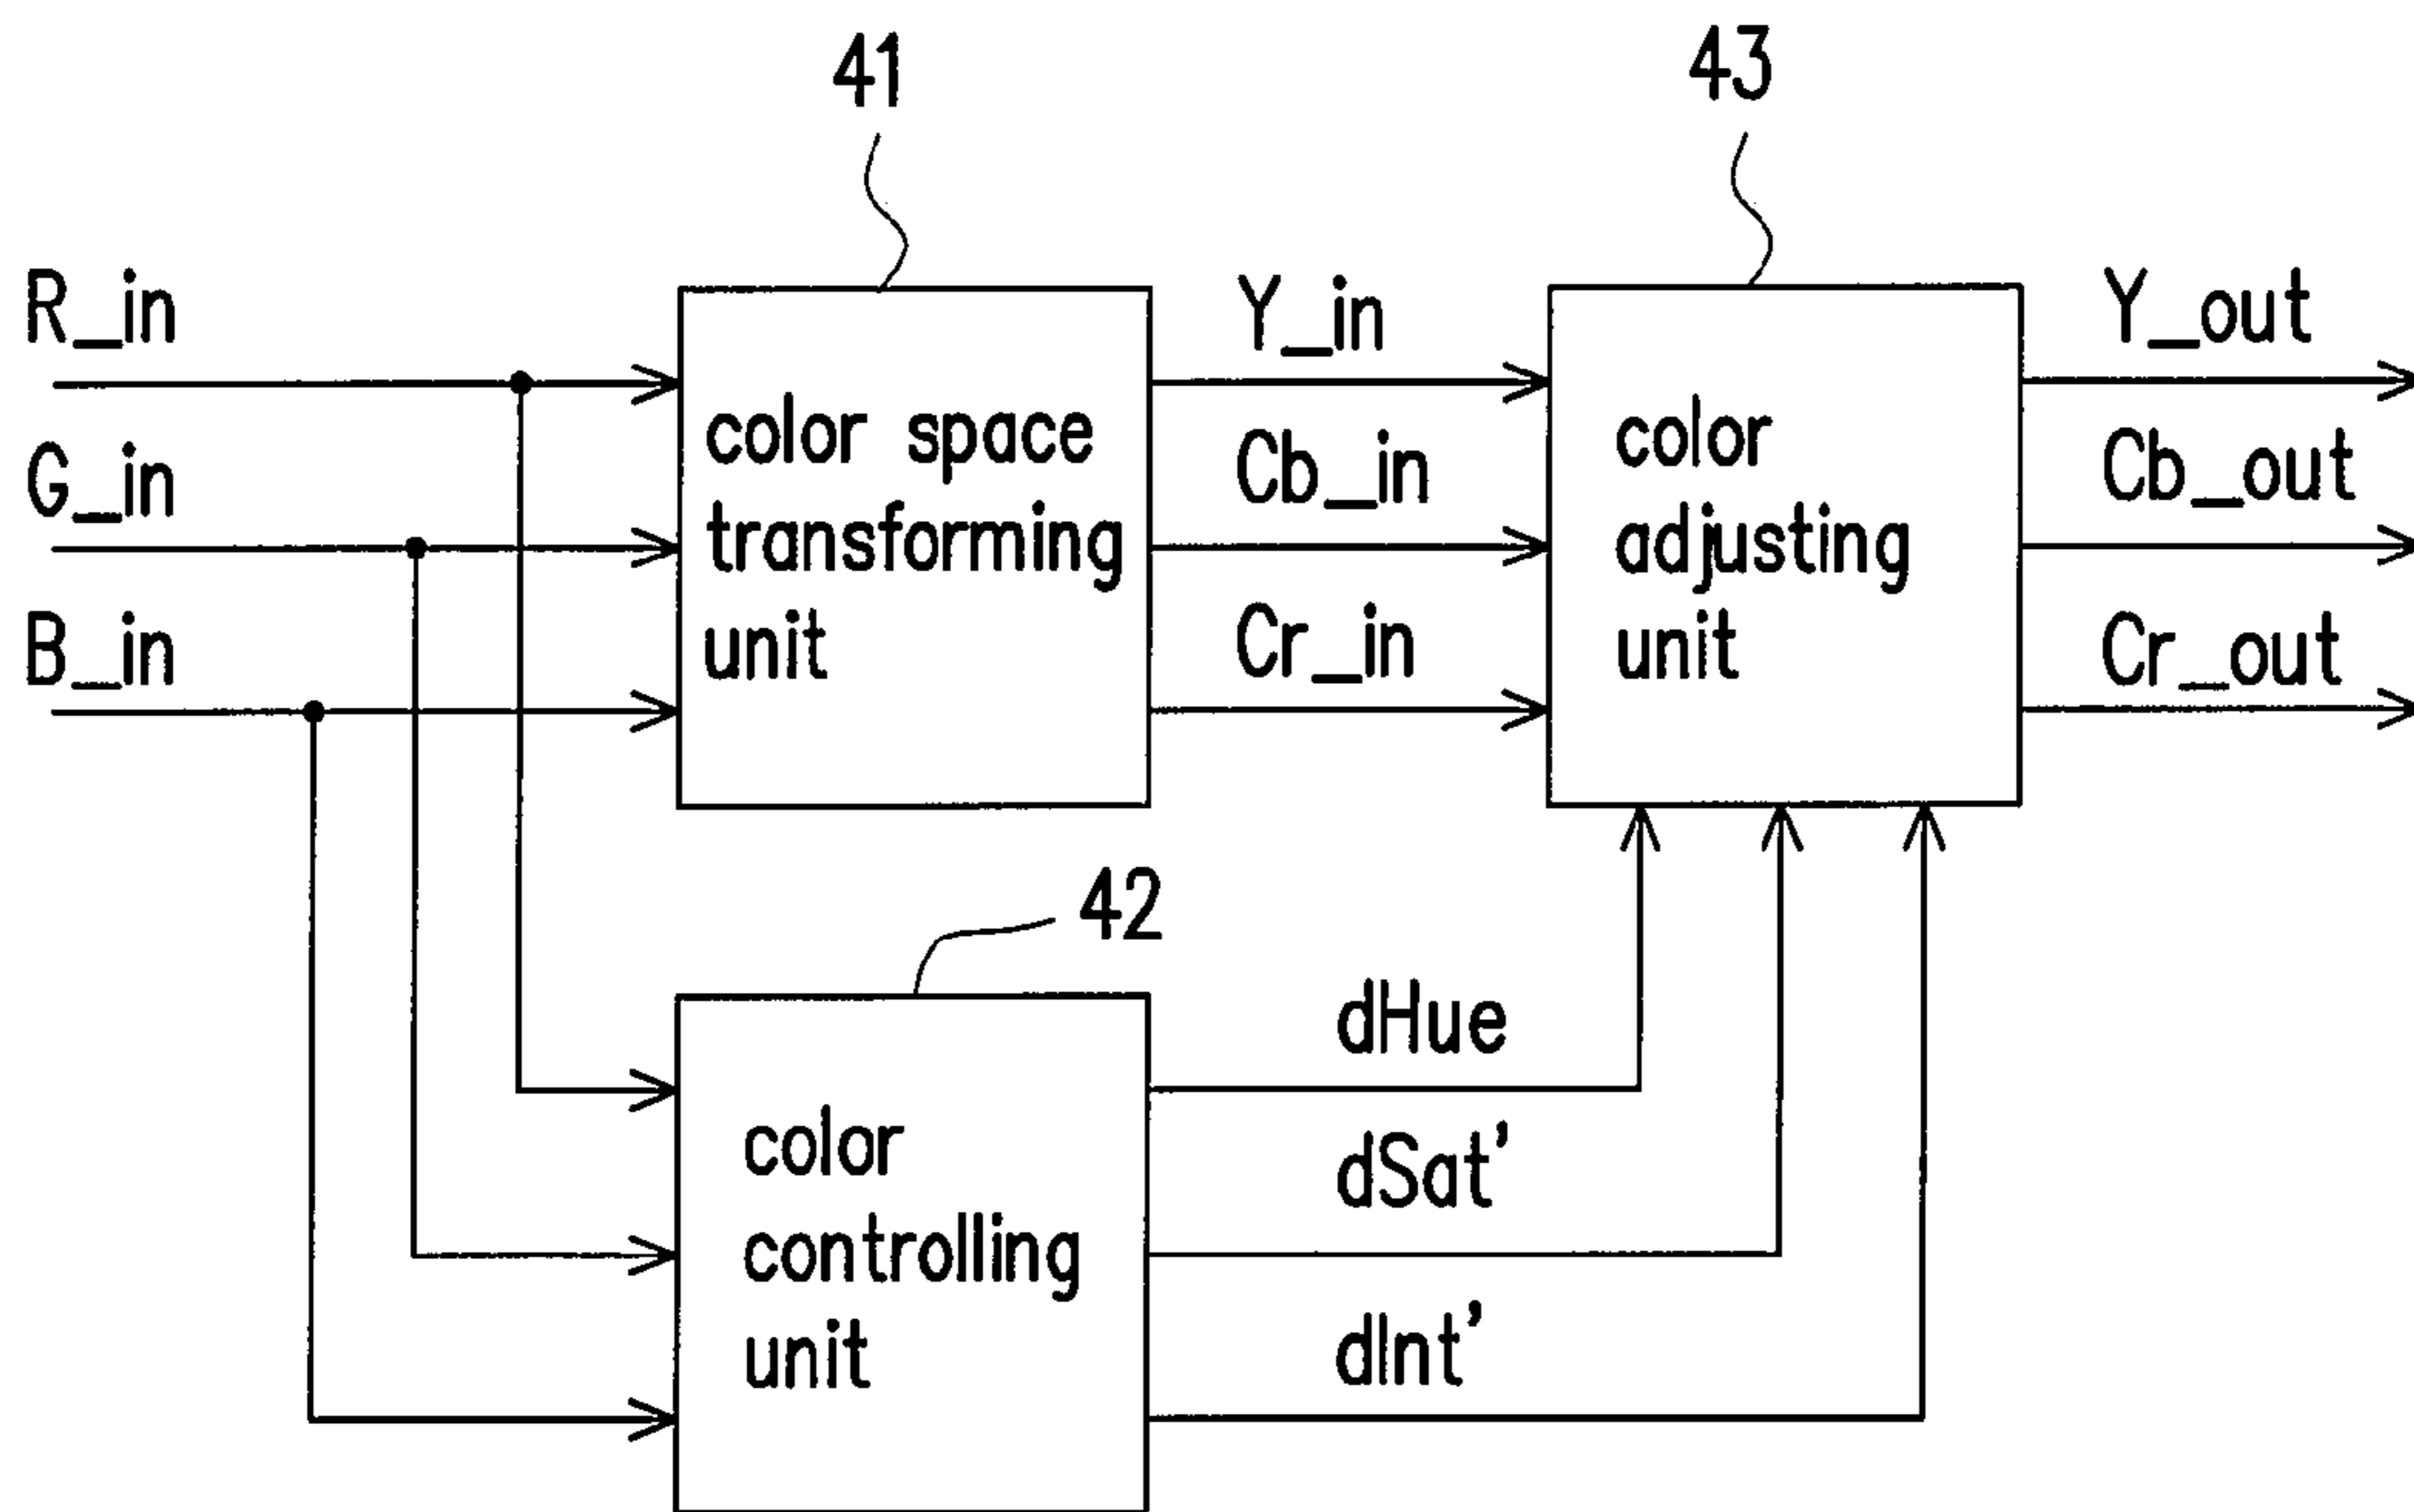 41
43
R_in
G_in
B_in
color space
transforming
unit
Y_in
Cb_in
Cr_in
color
adjusting
unit
Y_out
Cb_out
Cr_out
42
color
controlling
unit
dHue
dSat'
dInt'